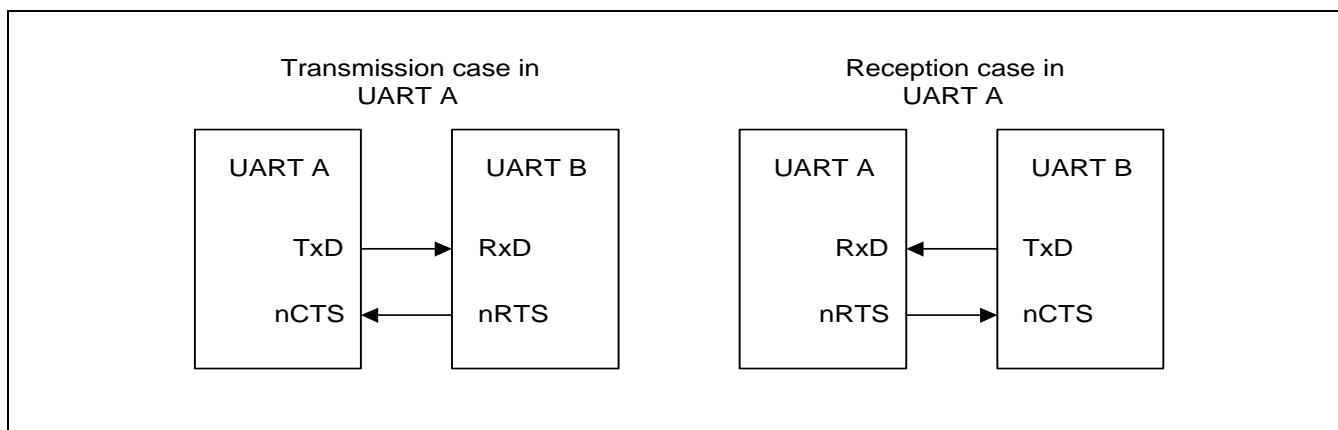 Transmission case in
UART A
UART A
UART B
TxD
RxD
nCTS
nRTS
Reception case in
UART A
UART A
UART B
RxD
TxD
nRTS
nCTS